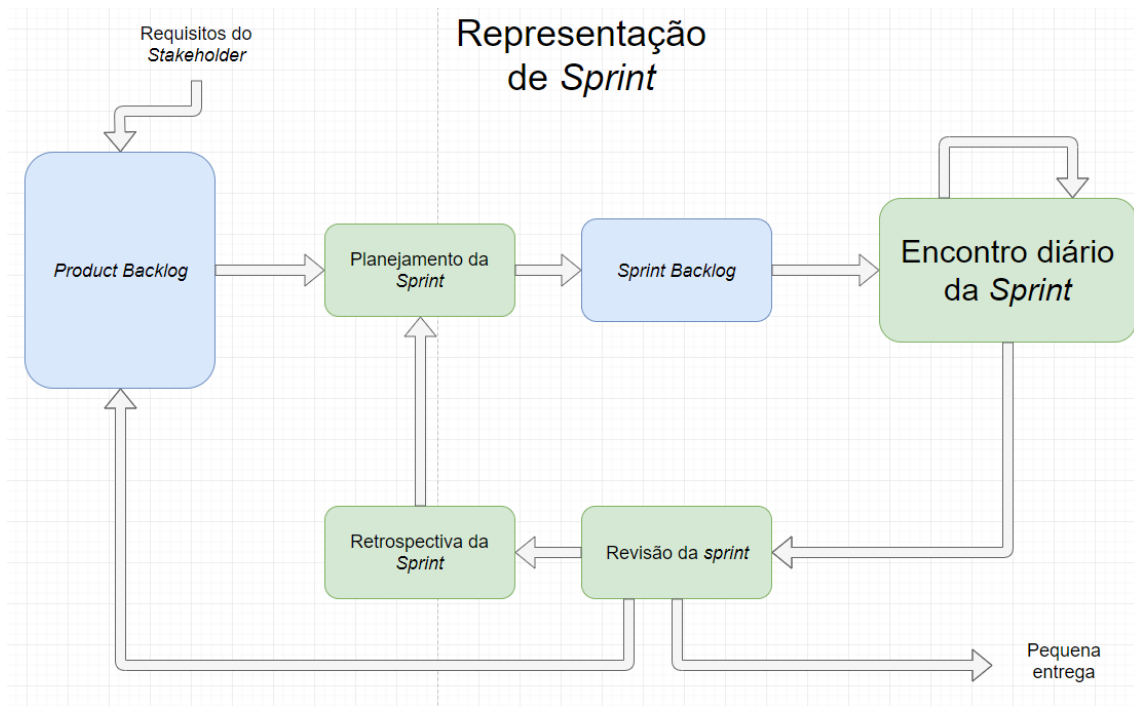 Requisitos do
Stakeholder
Representação
de Sprint
Product Backlog
Planejamento da
Sprint
Sprint Backlog
Encontro diário
da Sprint
Retrospectiva da
Sprint
Revisão da sprint
Pequena
entrega